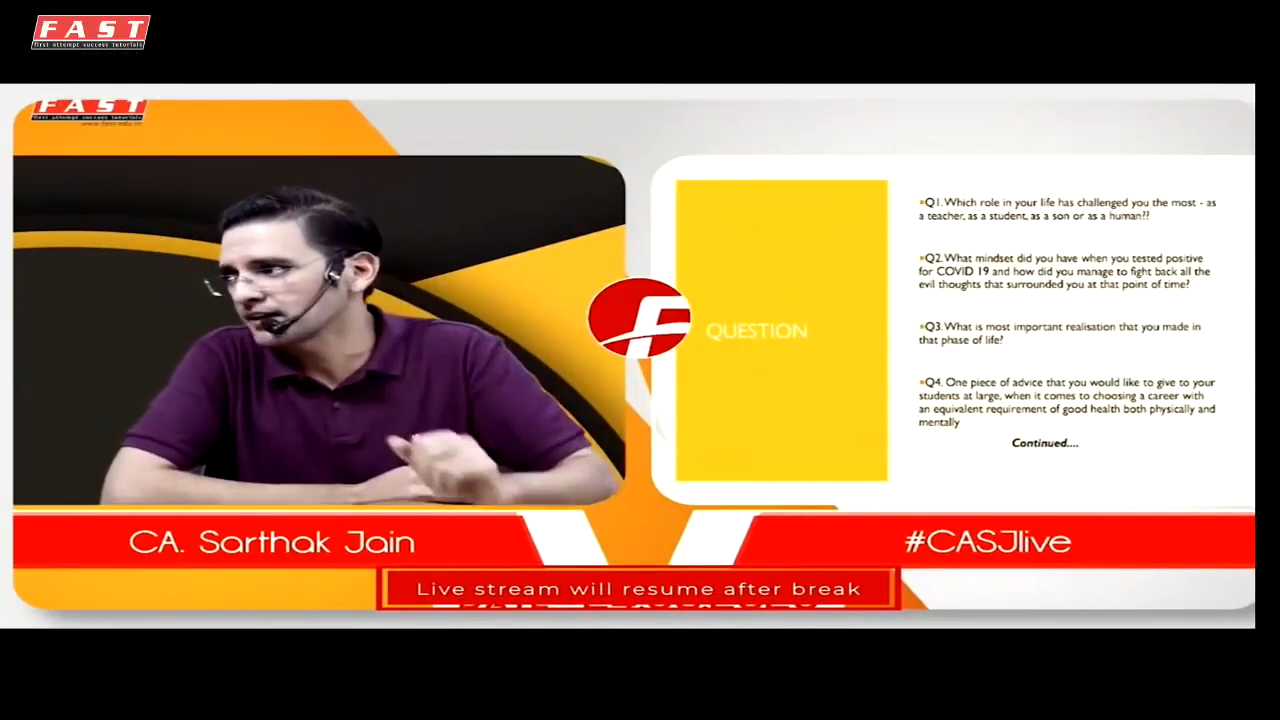 FAST
first attempt success tutorials
FAST
first attempt success tutorials
QUESTION
Q1. Which role in your life has challenged you the most - as
a teacher, as a student, as a son or as a human??
Q2. What mindset did you have when you tested positive
for COVID 19 and how did you manage to fight back all the
evil thoughts that surrounded you at that point of time?
Q3. What is most important realisation that you made in
that phase of life?
Q4. One piece of advice that you would like to give to your
students at large, when it comes to choosing a career with
an equivalent requirement of good health both physically and
mentally
Continued....
CA. Sarthak Jain
#CASJlive
Live stream will resume after break